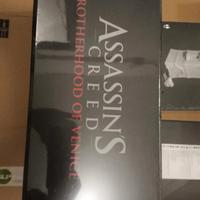 ASSASSIN'S
CREED
BROTHERHOOD OF VENICE